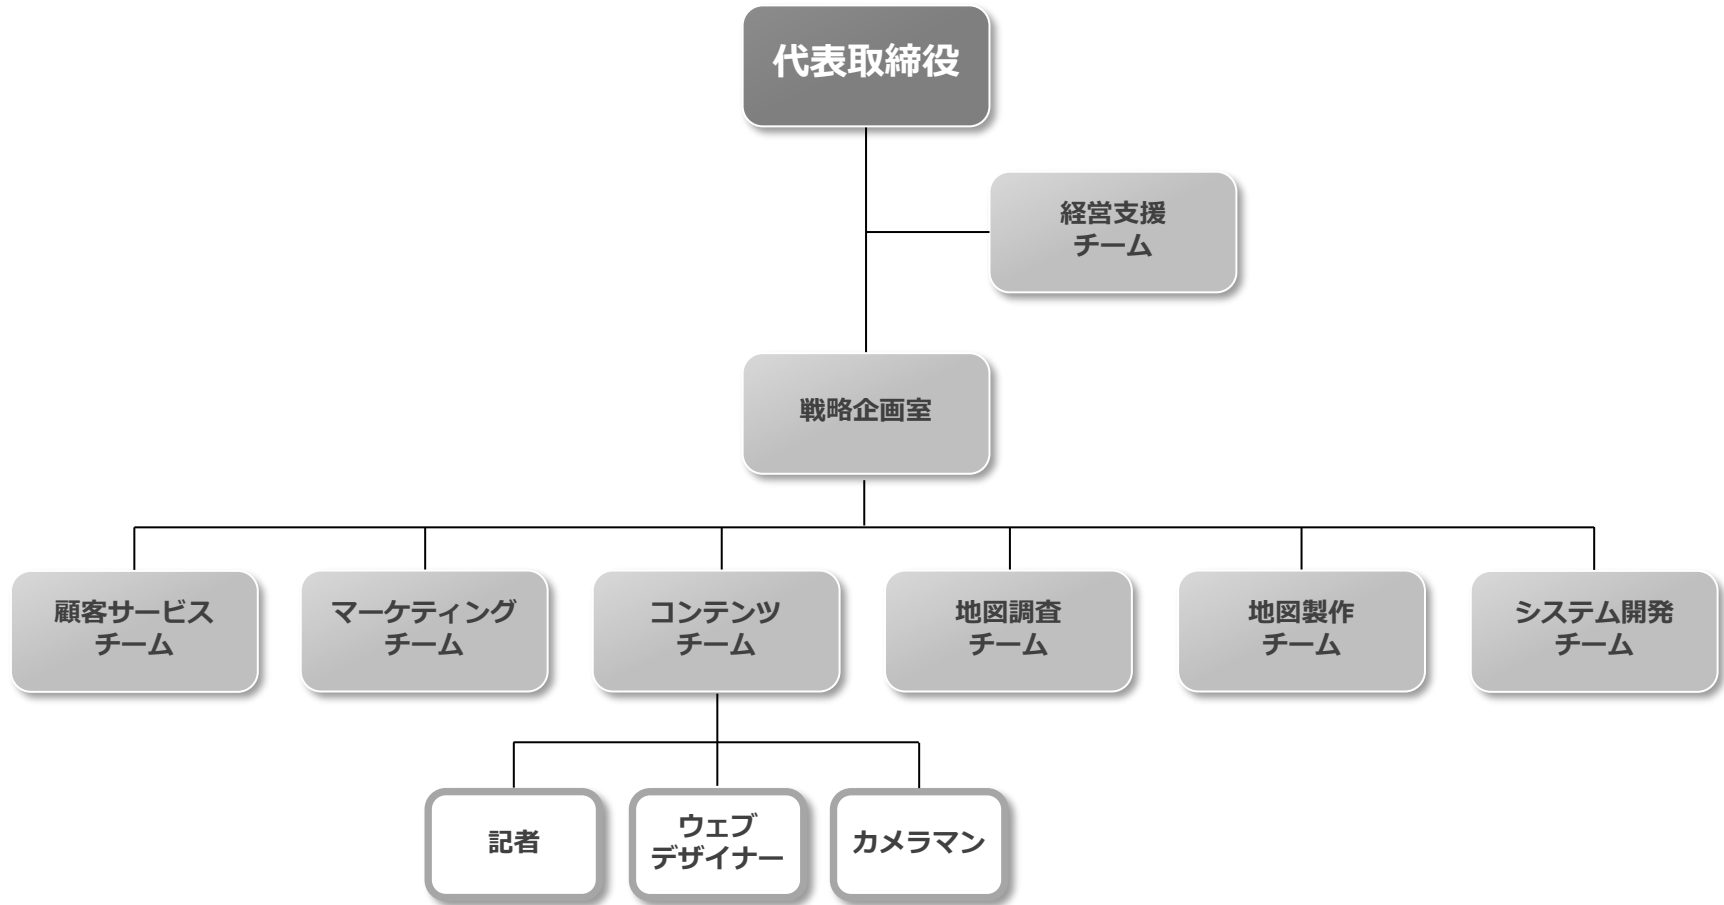 代表取締役
経営支援
チーム
戦略企画室
顧客サービス
チーム
マーケティング
チーム
コンテンツ
チーム
地図調査
チーム
地図製作
チーム
システム開発
チーム
記者
ウェブ
デザイナー
カメラマン